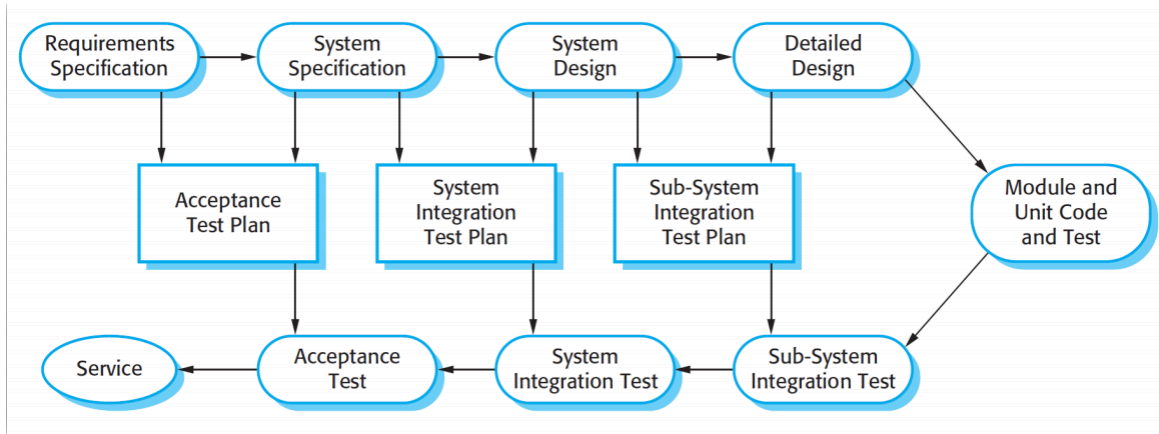 Requirements
Specification
System
Specification
System
Design
Detailed
Design
Acceptance
Test Plan
System
Integration
Test Plan
Sub-System
Integration
Test Plan
Module and
Unit Code
and Test
Service
Acceptance
Test
System
Integration Test
Sub-System
Integration Test